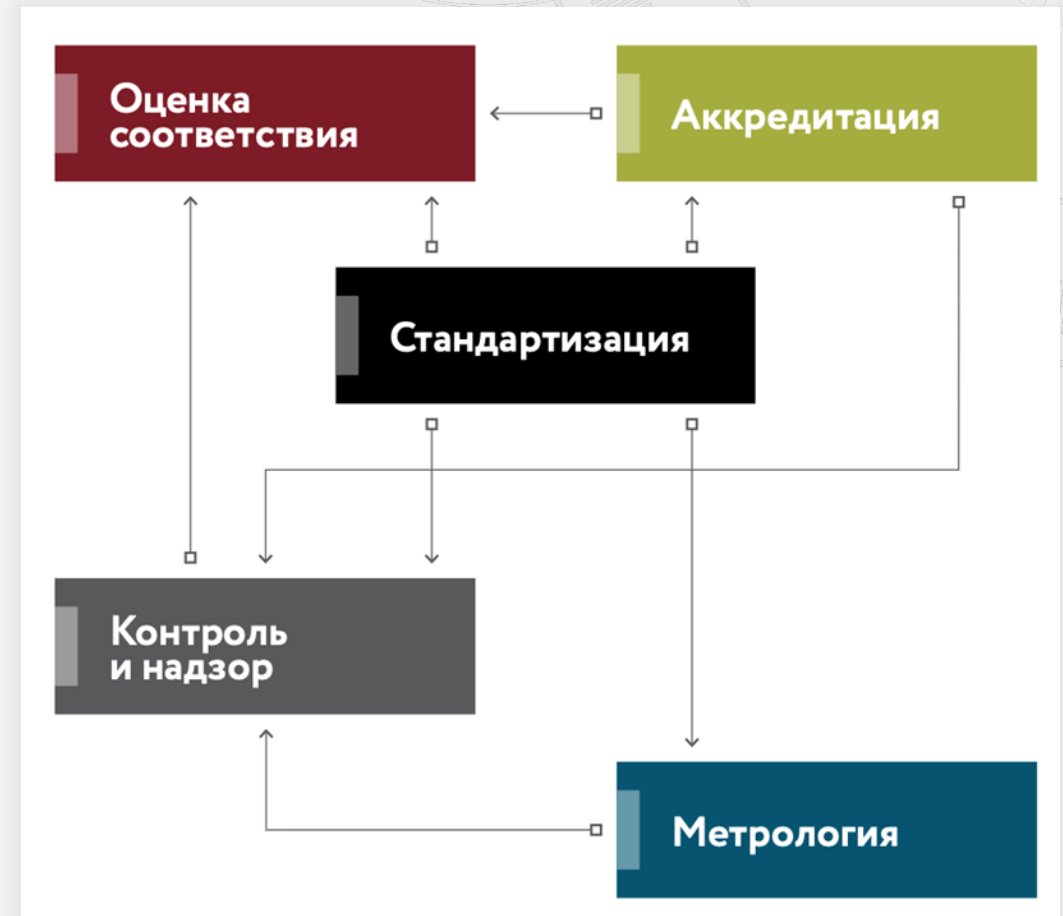 Оценка
соответствия
Аккредитация
Стандартизация
Контроль
и надзор
Метрология